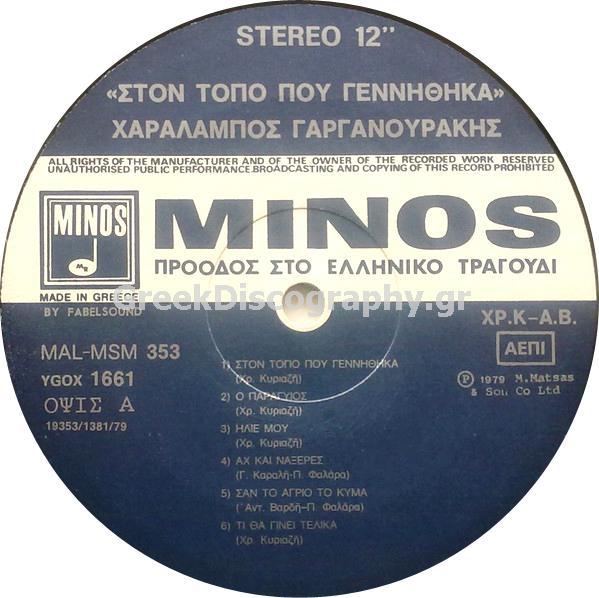 STEREO 12"
«ΣΤΟΝ ΤΟΠΟ ΠΟΥ ΓΕΝΝΗΘΗΚΑ»
ΧΑΡΑΛΑΜΠΟΣ ΓΑΡΓΑΝΟΥΡΑΚΗΣ
ALL RIGHTS OF THE MANUFACTURER AND OF THE OWNER OF THE RECORDED WORK RESERVED
UNAUTHORISED PUBLIC PERFORMANCE.BROADCASTING AND COPYING OF THIS RECORD PROHIBITED
MINOS
MINOS
ΠΡΟΟΔΟΣ ΣΤΟ ΕΛΛΗΝΙΚΟ ΤΡΑΓΟΥΔΙ
MADE IN GREECE
BY FABELSOUND
GreekDiscography.gr
MAL-MSM 353
YGOX 1661
ΟΨΙΣ Α
19353/1381/79
ΧΡ.Κ-Α.Β.
ΑΕΠΙ
Ⓟ 1979 M.Matsas
& Son Co Ltd
1) ΣΤΟΝ ΤΟΠΟ ΠΟΥ ΓΕΝΝΗΘΗΚΑ
(Χρ. Κυριαζή)
2) Ο ΠΑΡΑΓΥΙΟΣ
(Χρ. Κυριαζή)
3) ΗΛΙΕ ΜΟΥ
(Χρ. Κυριαζή)
4) ΑΧ ΚΑΙ ΝΑΞΕΡΕΣ
(Γ. Καραλή-Π. Φαλάρα)
5) ΣΑΝ ΤΟ ΑΓΡΙΟ ΤΟ ΚΥΜΑ
(Ἀντ. Βαρδή-Π. Φαλάρα)
6) ΤΙ ΘΑ ΓΙΝΕΙ ΤΕΛΙΚΑ
(Χρ. Κυριαζή)